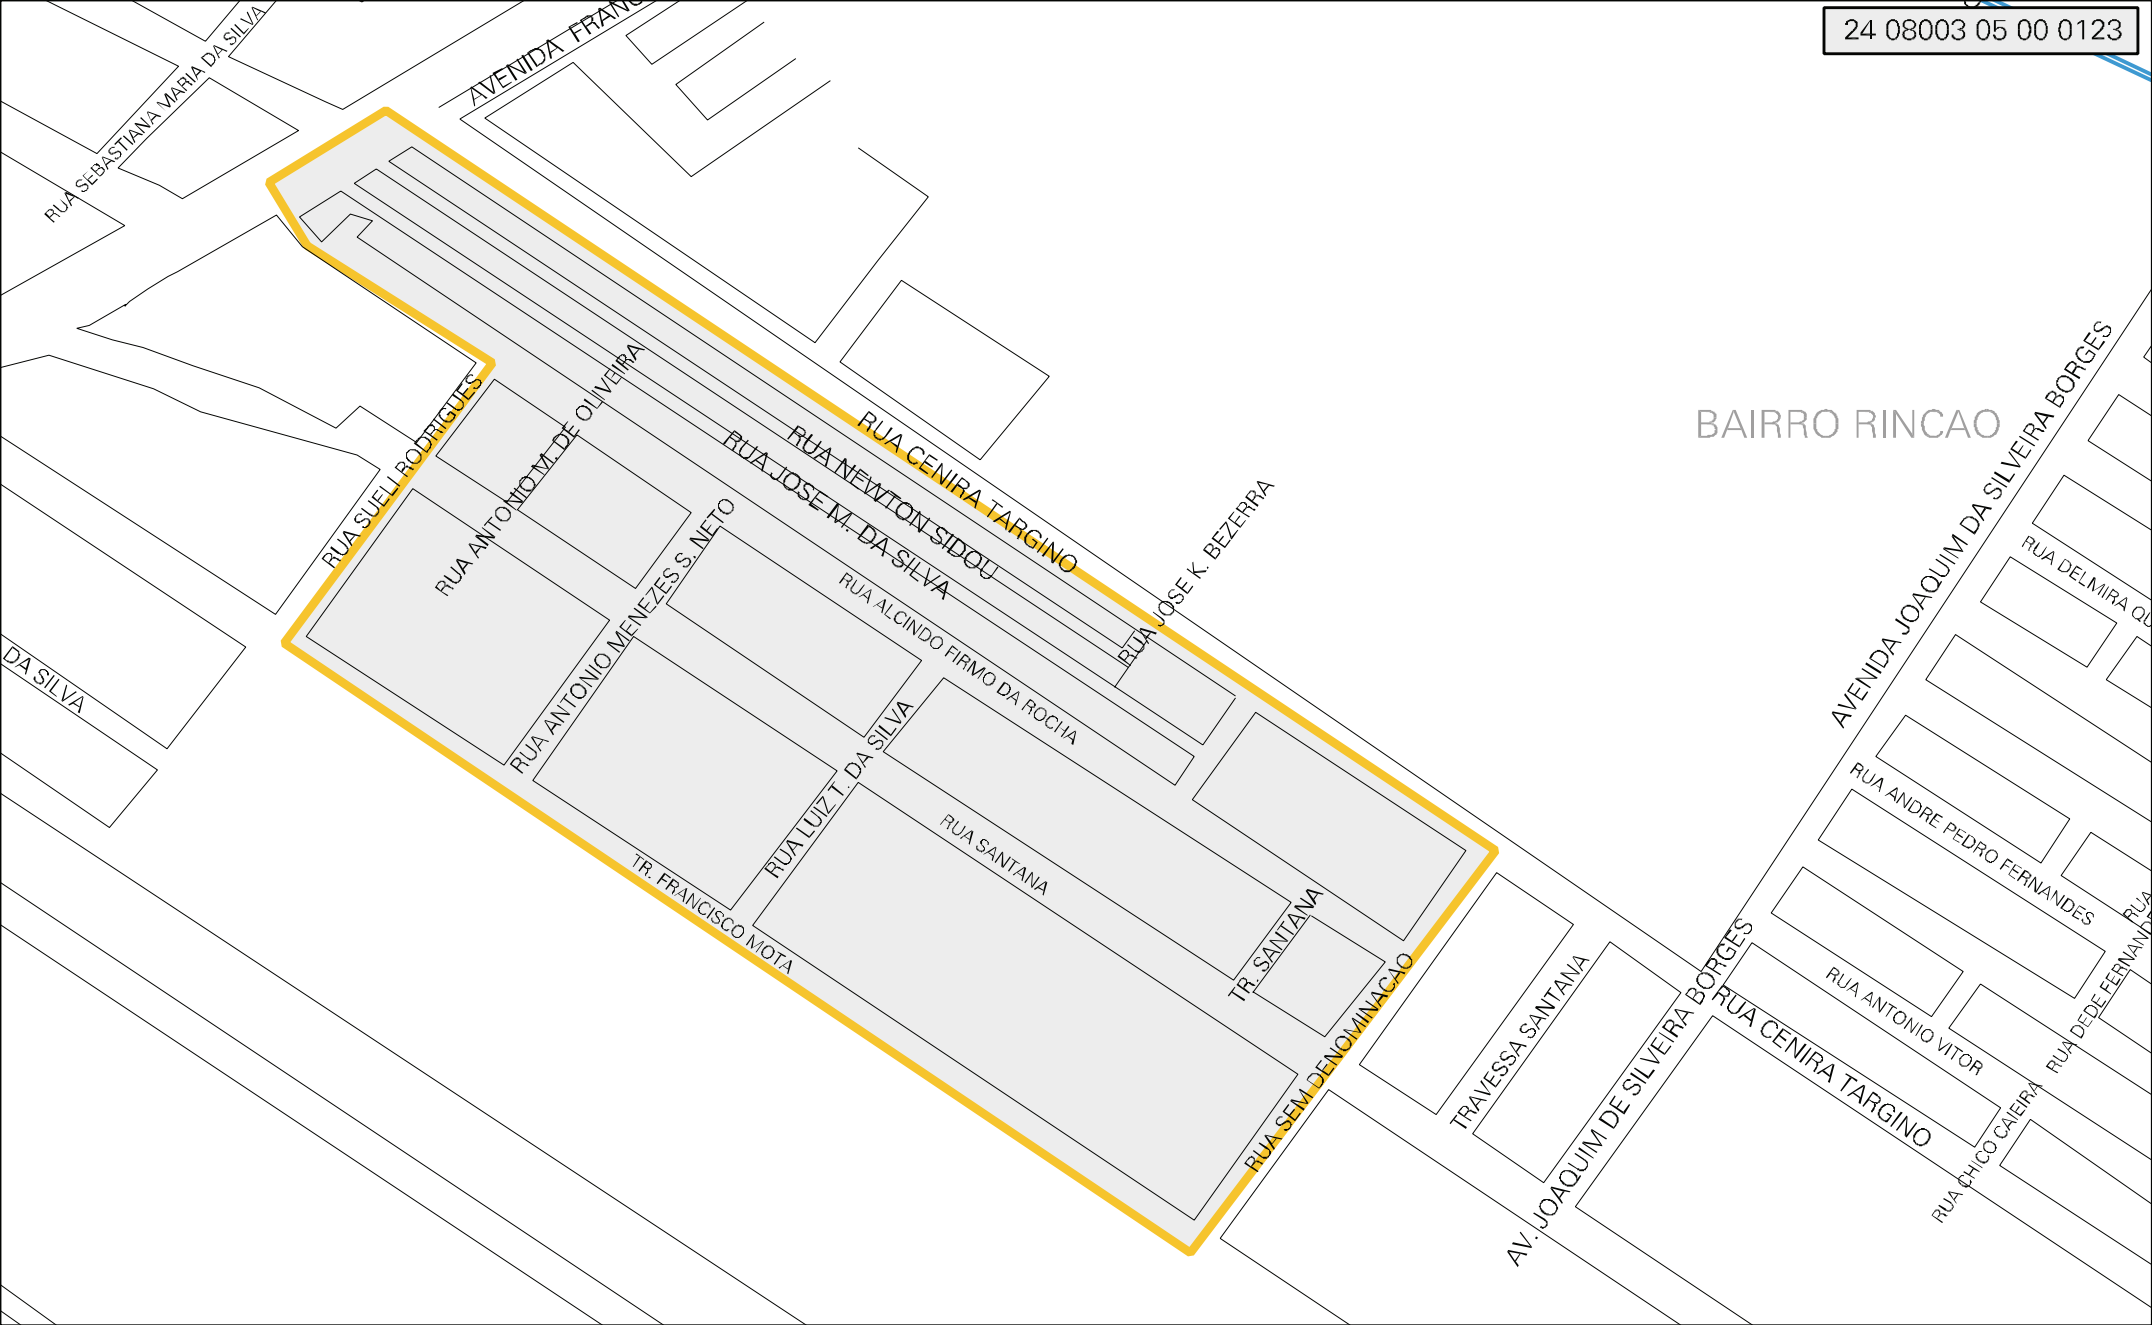 24 08003 05 00 0123
AVENIDA FRANC
RUA SEBASTIANA MARIA DA SILVA
BAIRRO RINCAO
AVENIDA JOAQUIM DA SILVEIRA BORGES
RUA SUELI RODRIGUES
RUA ANTONIO M. DE OLIVEIRA
RUA CENIRA TARGINO
RUA NEWTON SIDOU
RUA JOSE M. DA SILVA
RUA JOSE K. BEZERRA
RUA ANTONIO MENEZES S. NETO
RUA ALCINDO FIRMO DA ROCHA
RUA DELMIRA QU
DA SILVA
RUA LUIZ T. DA SILVA
RUA SANTANA
TR. FRANCISCO MOTA
TR. SANTANA
RUA SEM DENOMINACAO
TRAVESSA SANTANA
AV. JOAQUIM DE SILVEIRA BORGES
RUA ANDRE PEDRO FERNANDES
RUA ANTONIO VITOR
RUA CENIRA TARGINO
RUA DEDE FERNAND
RUA
RUA CHICO CAIEIRA